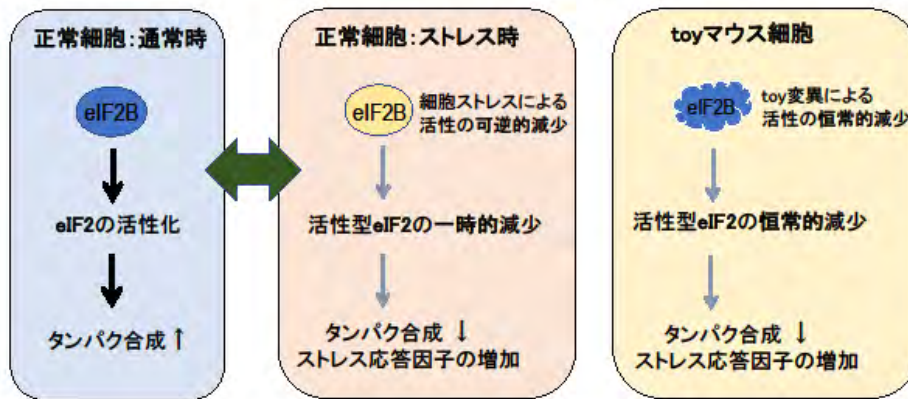 正常細胞：通常時
eIF2B
eIF2の活性化
タンパク合成↑
正常細胞：ストレス時
eIF2B
細胞ストレスによる
活性の可逆的減少
活性型eIF2の一時的減少
タンパク合成 ↓
ストレス応答因子の増加
toyマウス細胞
eIF2B
toy変異による
活性の恒常的減少
活性型eIF2の恒常的減少
タンパク合成 ↓
ストレス応答因子の増加